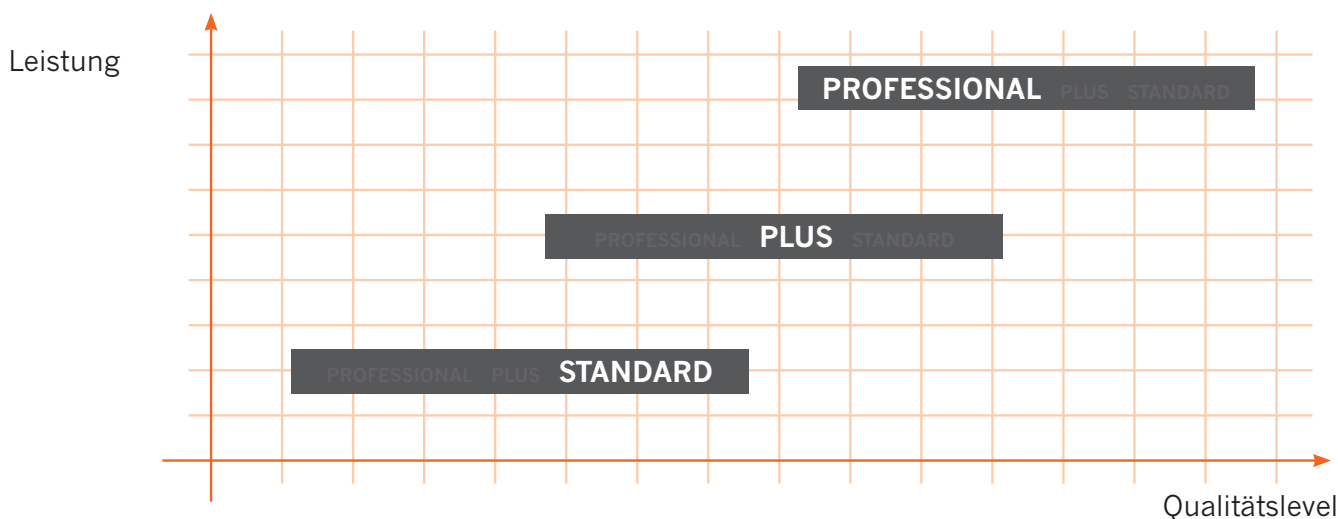 Leistung
PROFESSIONAL PLUS STANDARD
PROFESSIONAL PLUS STANDARD
PROFESSIONAL PLUS STANDARD
Qualitätslevel